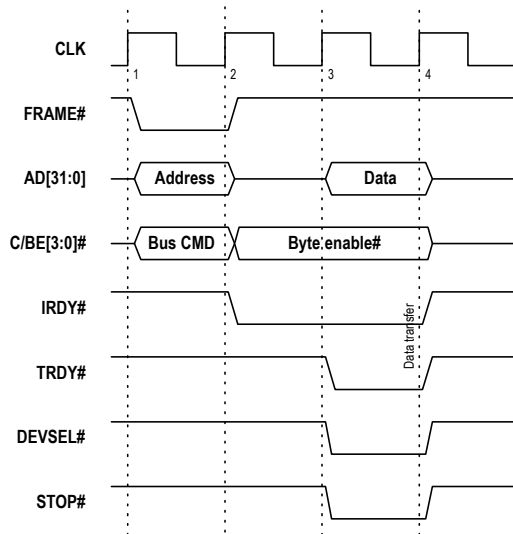 CLK
1 2 3 4
FRAME#
AD[31:0] Address Data
C/BE[3:0]# Bus CMD Byte enable#
IRDY#
Data transfer
TRDY#
DEVSEL#
STOP#